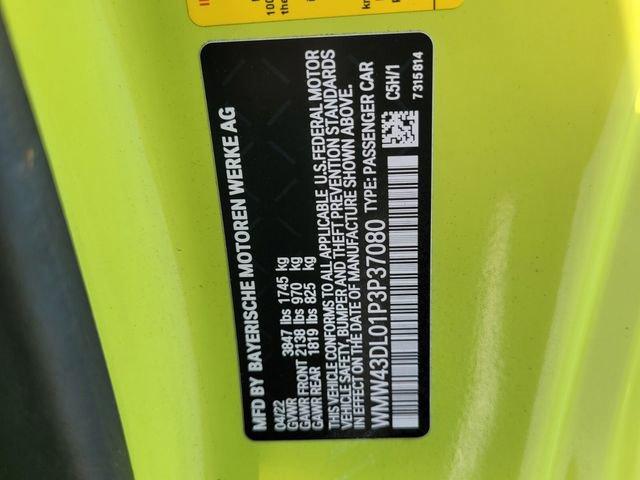 MFD BY BAYERISCHE MOTOREN WERKE AG
04/22
GVWR 3847 lbs 1745 kg
GAWR FRONT 2138 lbs 970 kg
GAWR REAR 1819 lbs 825 kg
THIS VEHICLE CONFORMS TO ALL APPLICABLE U.S.FEDERAL MOTOR
VEHICLE SAFETY, BUMPER AND THEFT PREVENTION STANDARDS
IN EFFECT ON THE DATE OF MANUFACTURE SHOWN ABOVE.
WMW43DL01P3P37080 TYPE: PASSENGER CAR
C5H/1
7315814